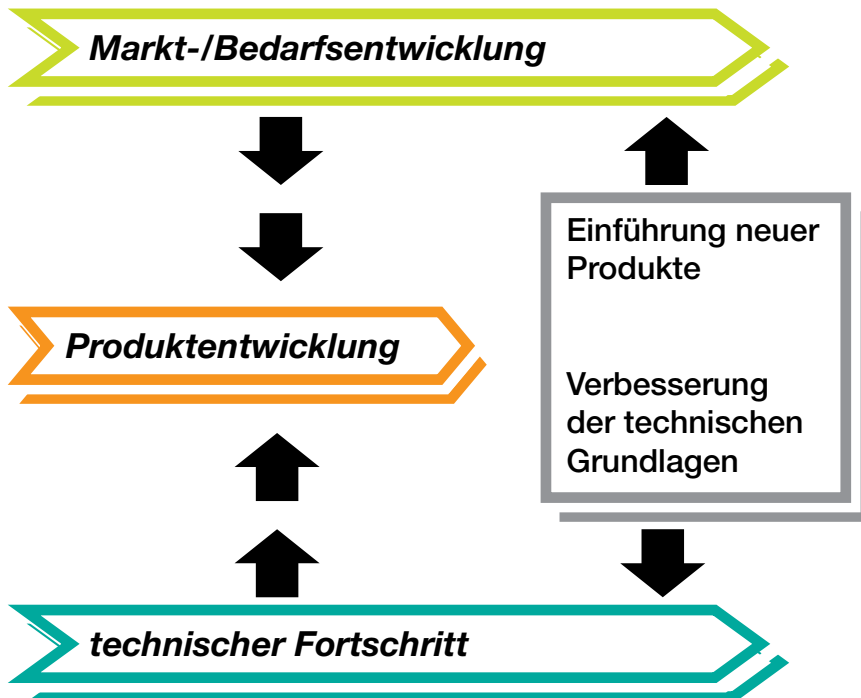 Markt-/Bedarfsentwicklung
Einführung neuer
Produkte
Produktentwicklung
Verbesserung
der technischen
Grundlagen
technischer Fortschritt